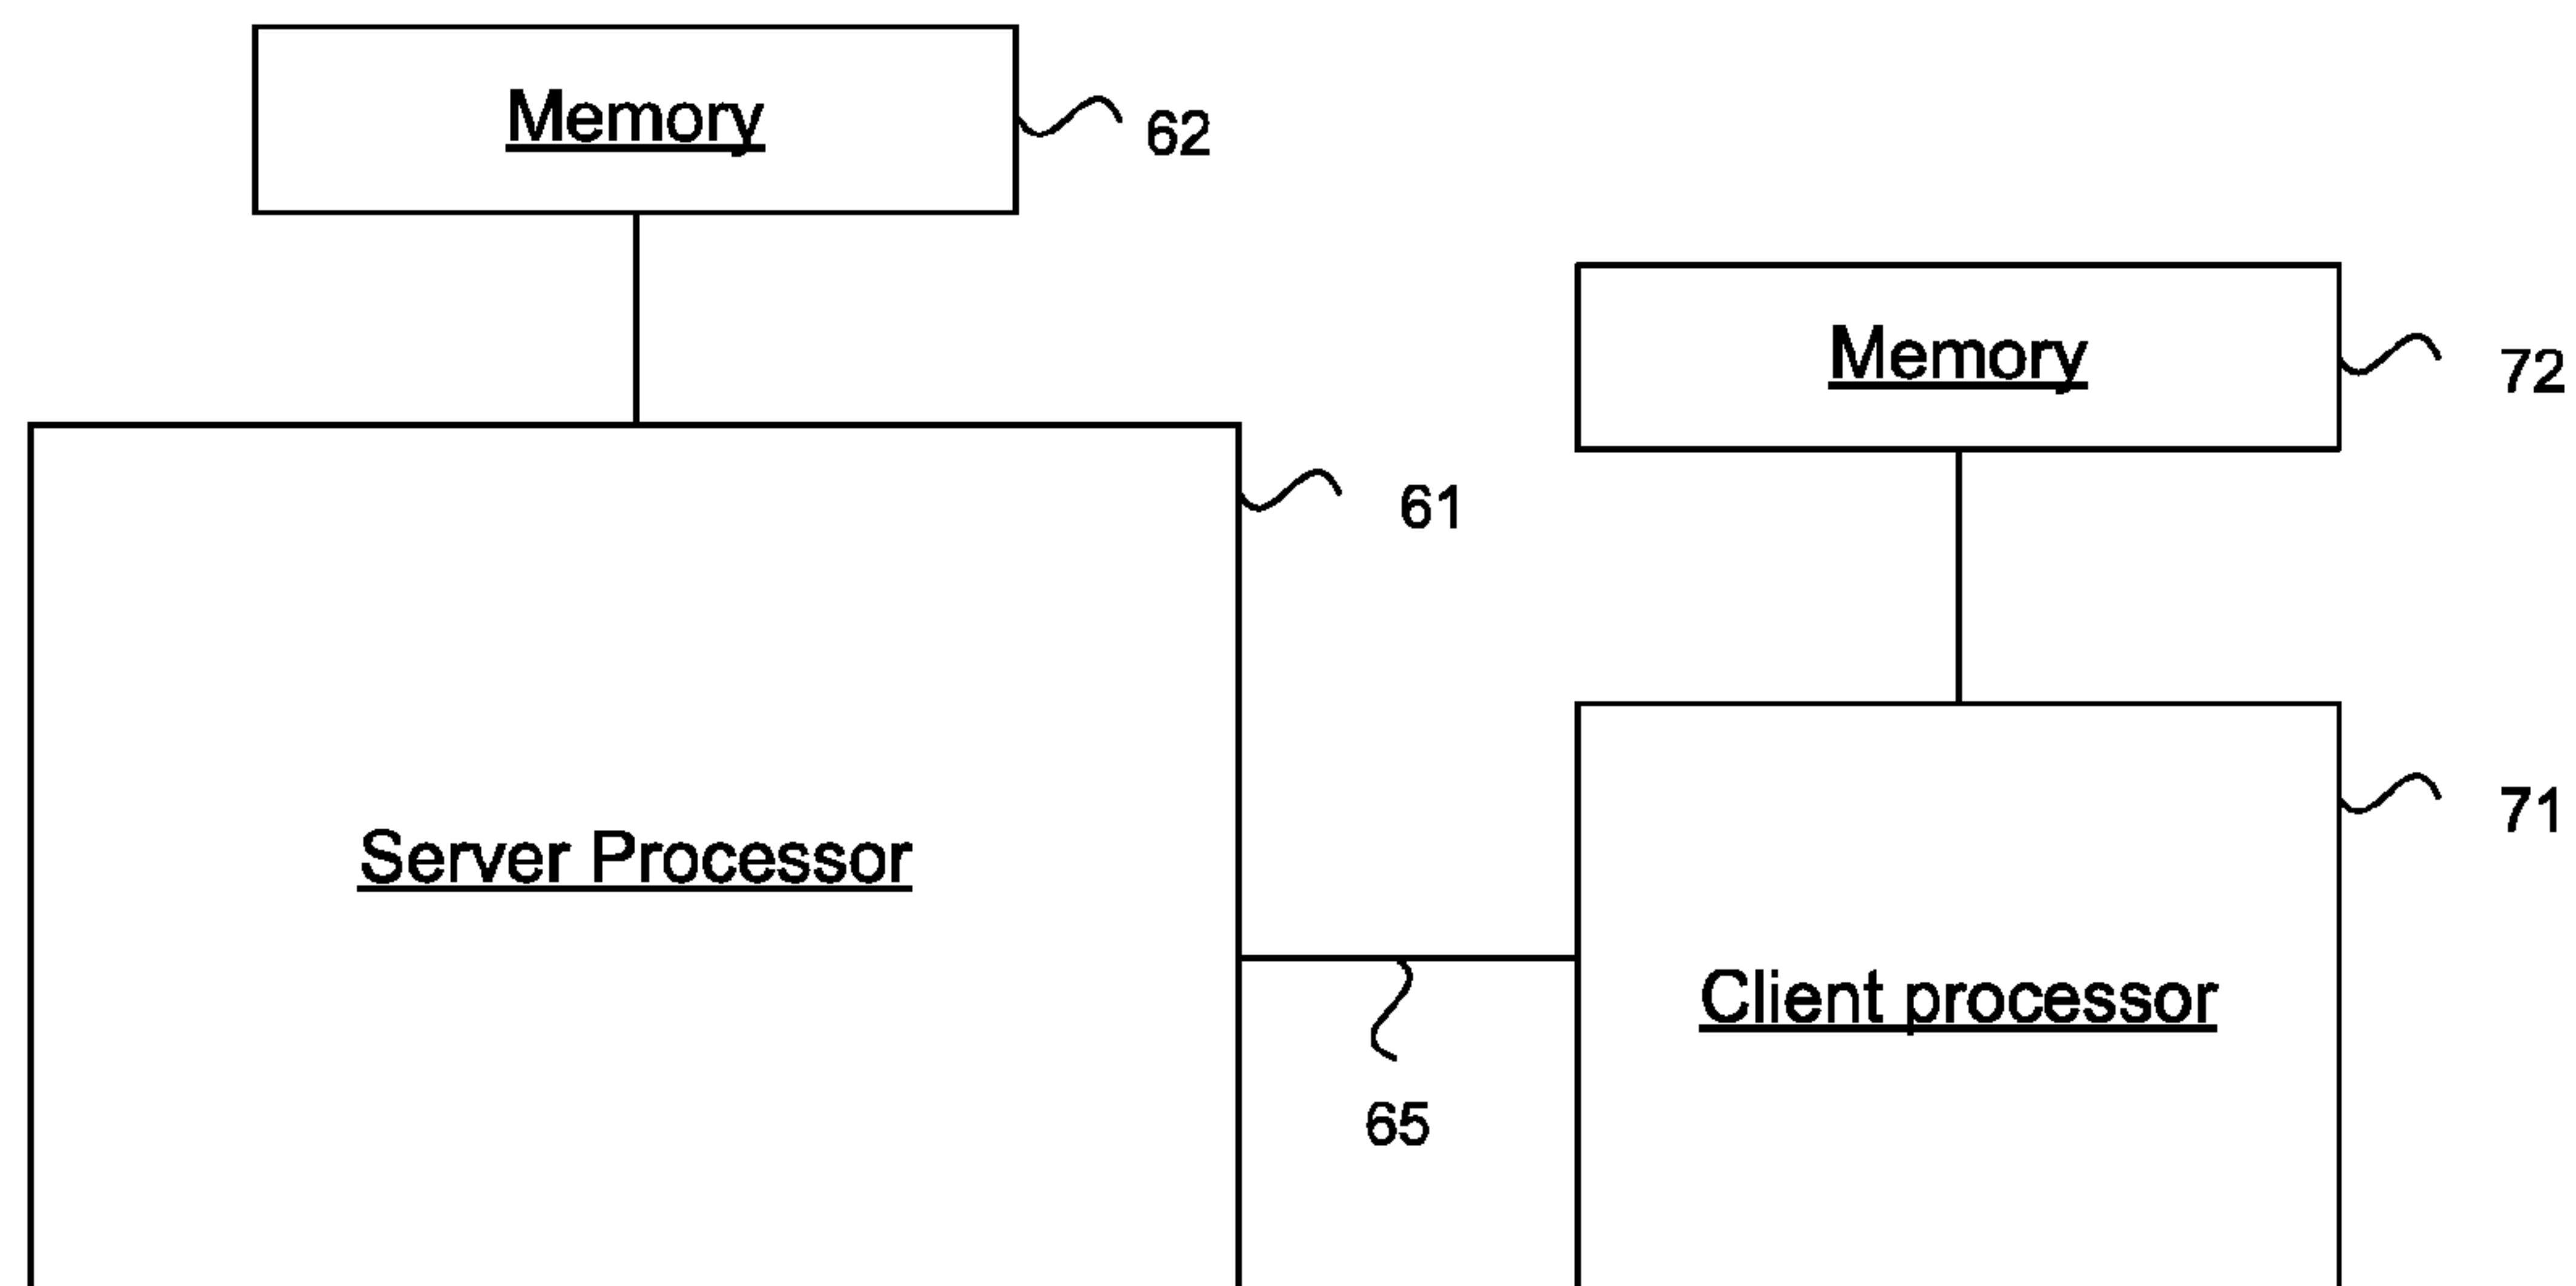 Memory
62
Memory
72
61
71
Server Processor
Client processor
65